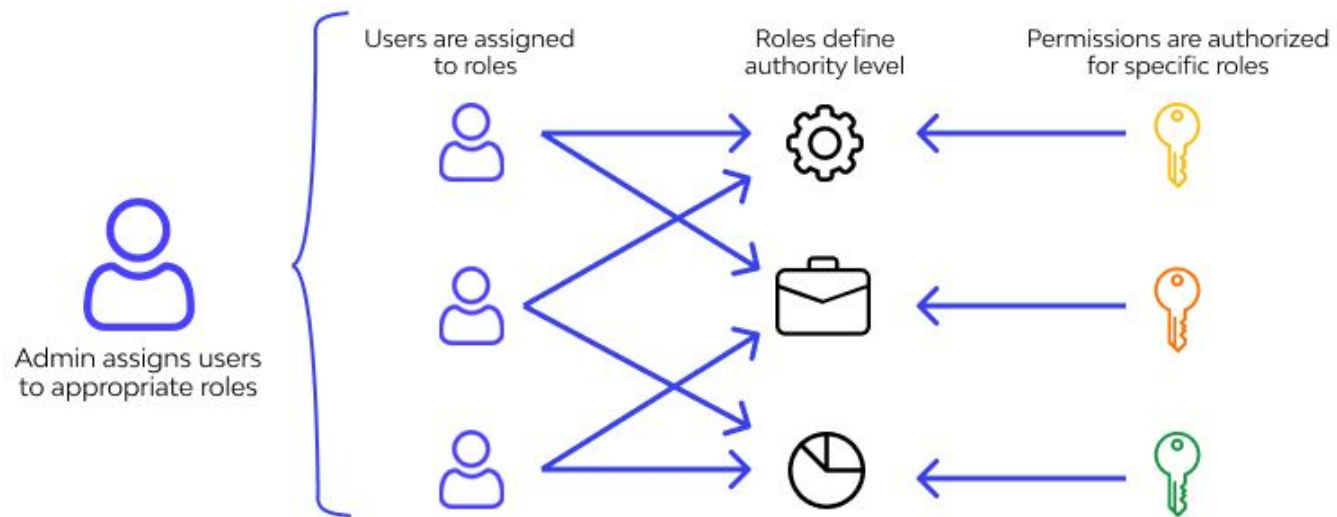 Users are assigned
to roles
Roles define
authority level
Permissions are authorized
for specific roles
Admin assigns users
to appropriate roles